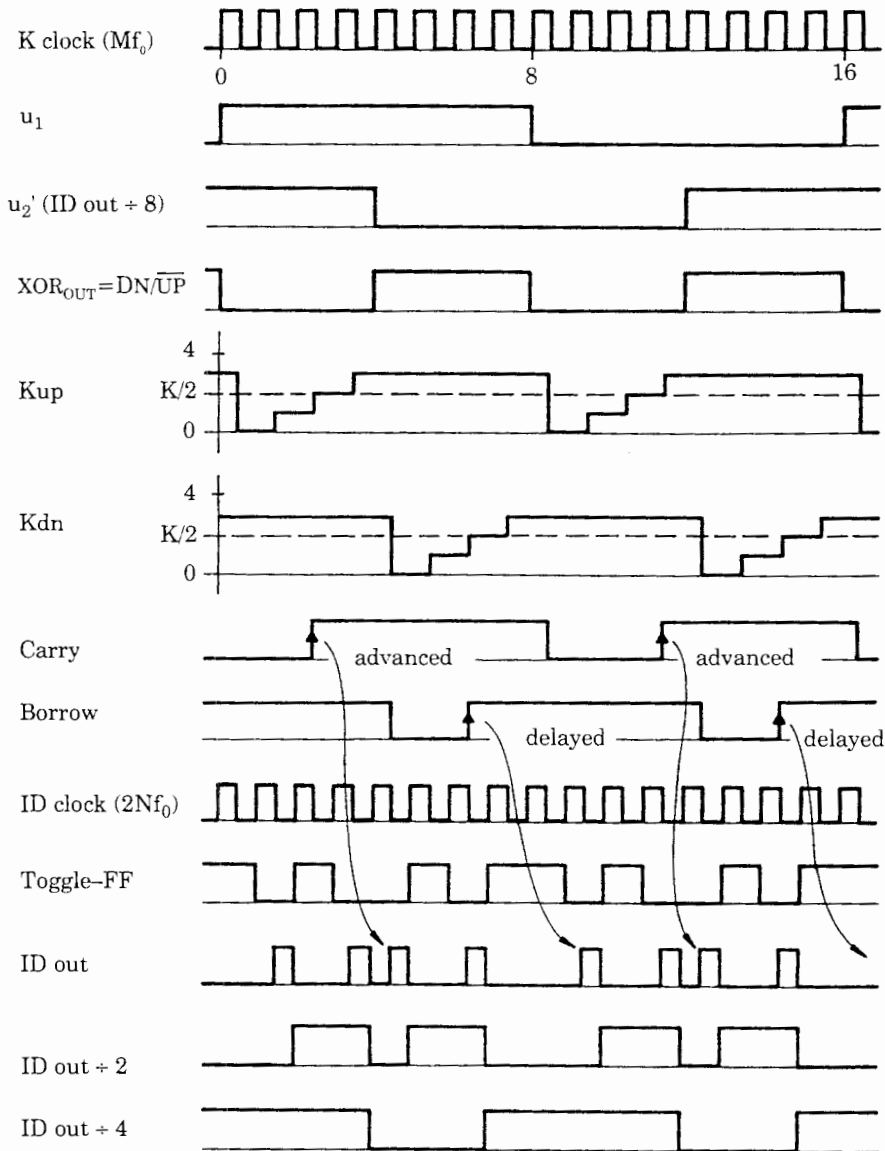 K clock (Mf₀)
0 8 16
u₁
u₂' (ID out ÷ 8)
XOR_OUT=DN/U̅P̅
4
Kup K/2
0
4
Kdn K/2
0
Carry advanced advanced
Borrow delayed delayed
ID clock (2Nf₀)
Toggle–FF
ID out
ID out ÷ 2
ID out ÷ 4